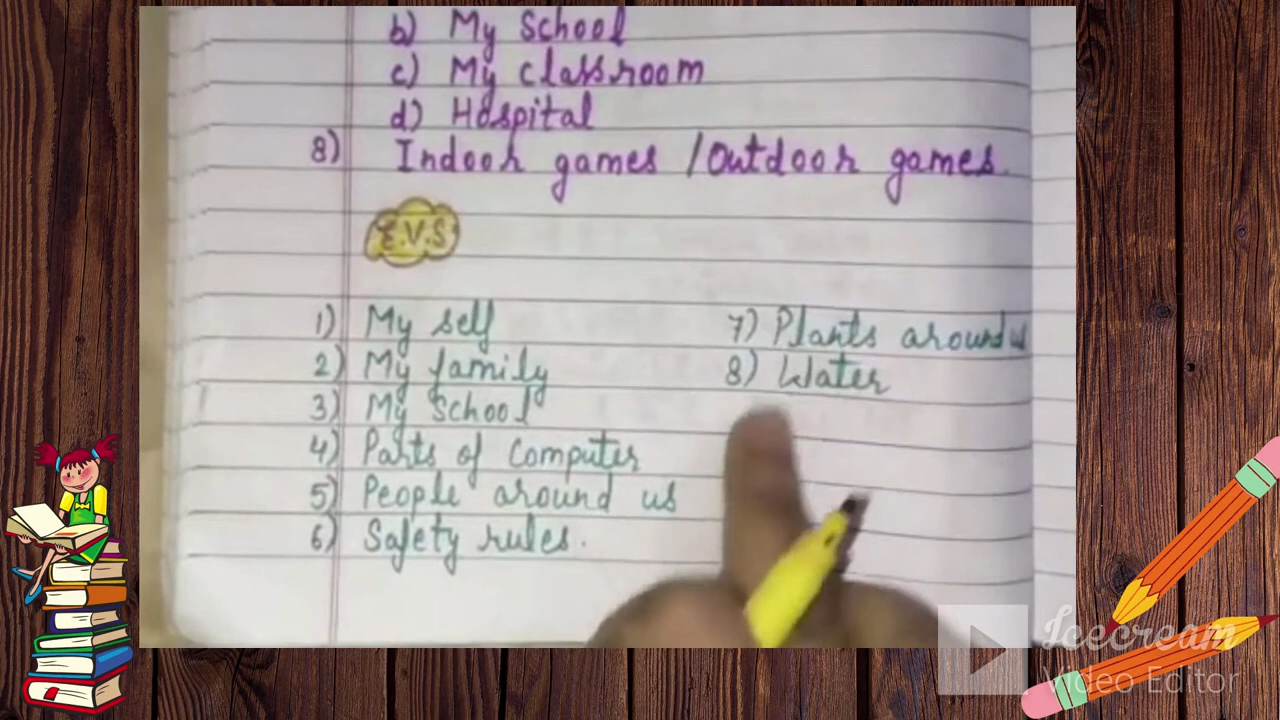 b) My School
c) My Classroom
d) Hospital
8) Indoor games / Outdoor games.
E.V.S
1) My self
2) My family
3) My School
4) Parts of Computer
5) People around us
6) Safety rules.
7) Plants around us
8) Water
Icecream
Video Editor